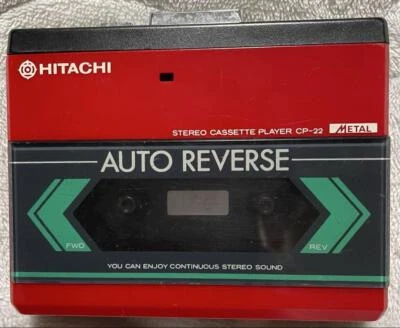 HITACHI
STEREO CASSETTE PLAYER CP-22 METAL
AUTO REVERSE
FWD REV
YOU CAN ENJOY CONTINUOUS STEREO SOUND